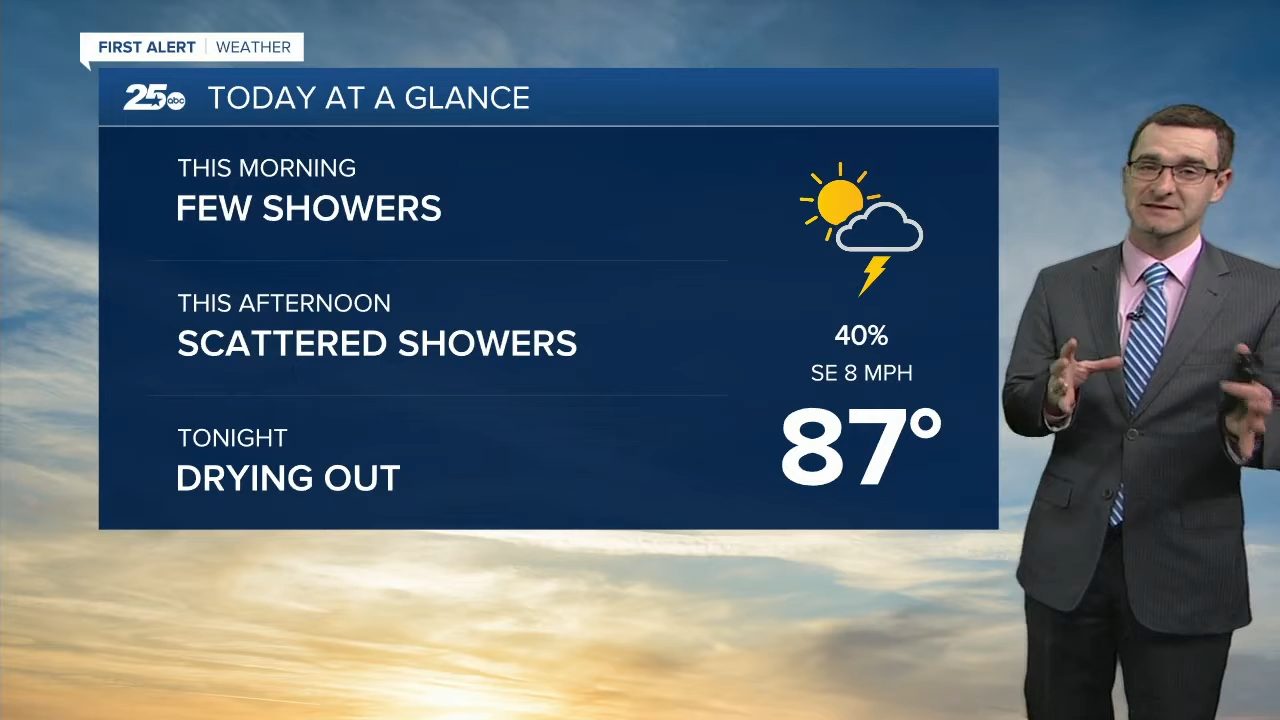 FIRST ALERT | WEATHER
25 abc TODAY AT A GLANCE
THIS MORNING
FEW SHOWERS
THIS AFTERNOON
SCATTERED SHOWERS
TONIGHT
DRYING OUT
40%
SE 8 MPH
87°